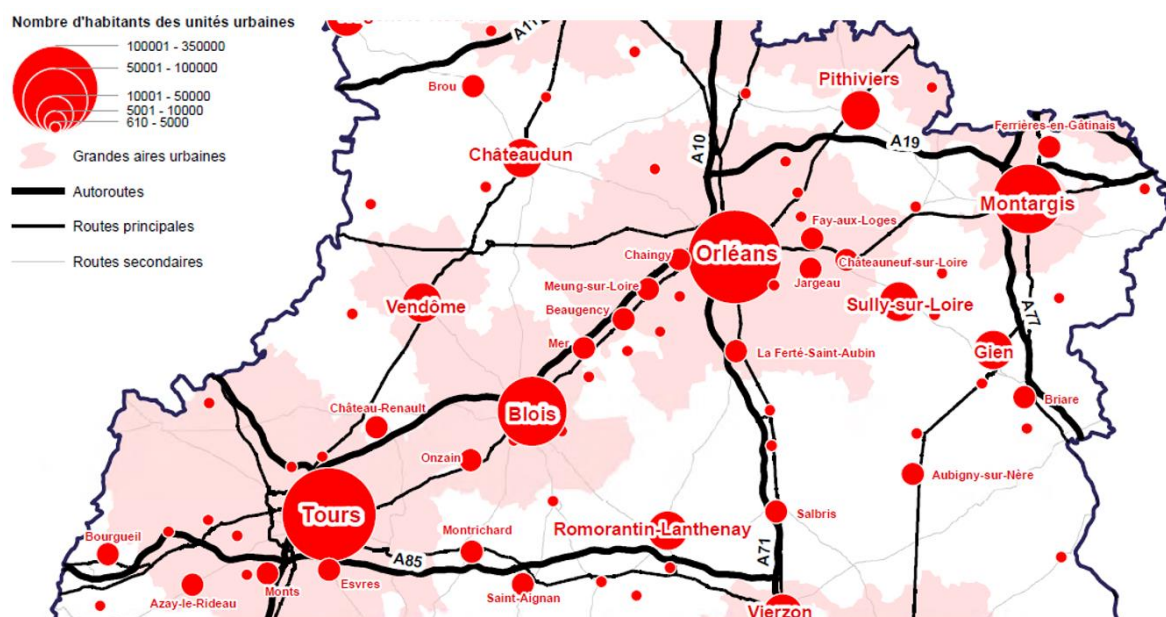 Nombre d'habitants des unités urbaines
100001 - 350000
50001 - 100000
10001 - 50000
5001 - 10000
610 - 5000
Grandes aires urbaines
Autoroutes
Routes principales
Routes secondaires
A11
Brou
Pithiviers
Ferrières-en-Gâtinais
A10
A19
Châteaudun
Montargis
Fay-aux-Loges
Orléans
Chaingy
Châteauneuf-sur-Loire
Meung-sur-Loire
Jargeau
Vendôme
Sully-sur-Loire
Beaugency
A77
Mer
La Ferté-Saint-Aubin
Gien
Château-Renault
Blois
Briare
Onzain
Aubigny-sur-Nère
Tours
Salbris
Montrichard
Romorantin-Lanthenay
Bourgueil
A85
A71
Azay-le-Rideau
Monts
Esvres
Saint-Aignan
Vierzon